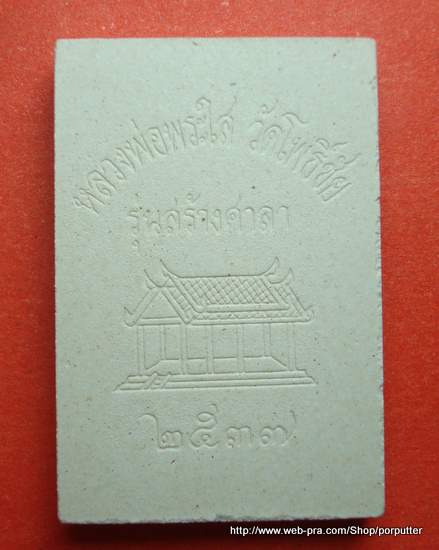 หลวงพ่อพระใส วัดโพธิ์ชัย
รุ่นสร้างศาลา
๒๕๓๗
http://www.web-pra.com/Shop/porputter